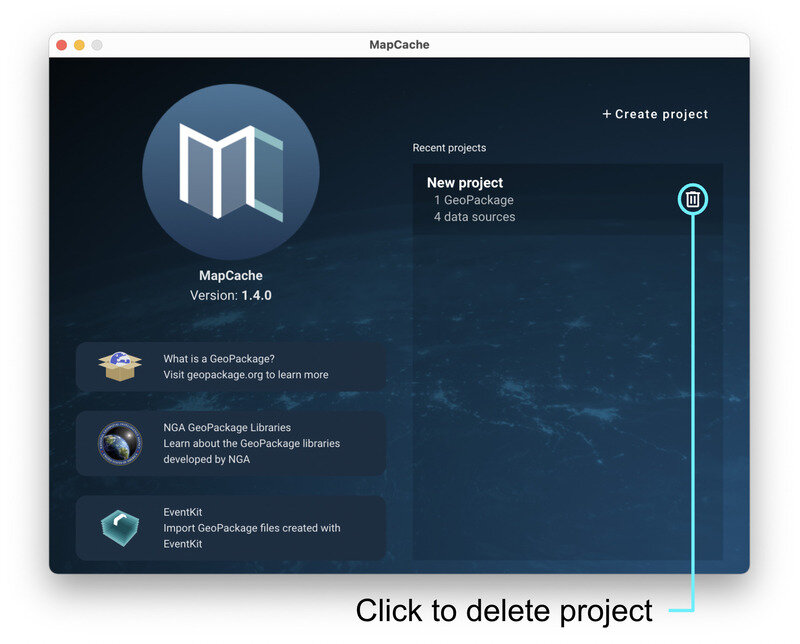 MapCache
+ Create project
Recent projects
New project
1 GeoPackage
4 data sources
MapCache
Version: 1.4.0
What is a GeoPackage?
Visit geopackage.org to learn more
NGA GeoPackage Libraries
Learn about the GeoPackage libraries
developed by NGA
EventKit
Import GeoPackage files created with
EventKit
Click to delete project